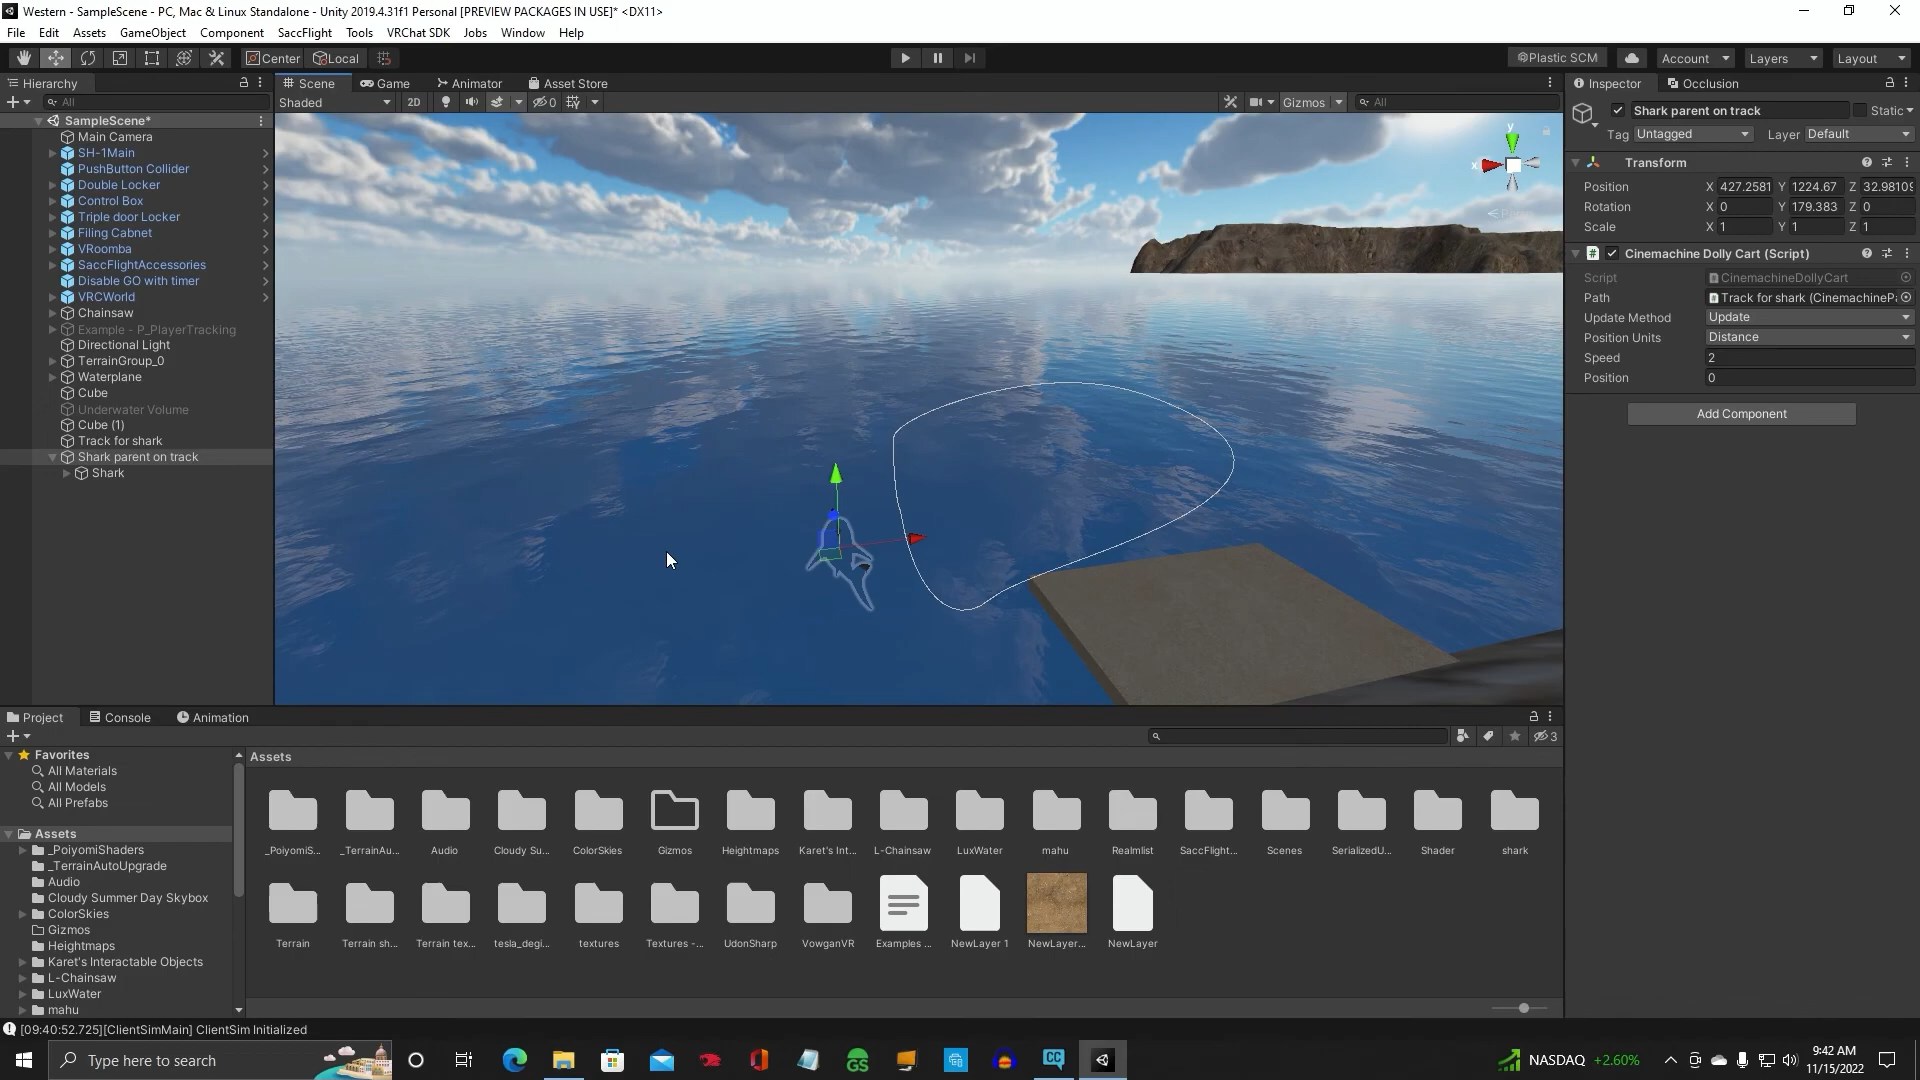 Western - SampleScene - PC, Mac & Linux Standalone - Unity 2019.4.31f1 Personal [PREVIEW PACKAGES IN USE]* <DX11>
File Edit Assets GameObject Component SaccFlight Tools VRChat SDK Jobs Window Help
Center Local Plastic SCM Account Layers Layout
Hierarchy
All
SampleScene*
Main Camera
SH-1Main
PushButton Collider
Double Locker
Control Box
Triple door Locker
Filing Cabnet
VRoomba
SaccFlightAccessories
Disable GO with timer
VRCWorld
Chainsaw
Example - P_PlayerTracking
Directional Light
TerrainGroup_0
Waterplane
Cube
Underwater Volume
Cube (1)
Track for shark
Shark parent on track
Shark
Scene Game Animator Asset Store
Shaded 2D 0 Gizmos All
y
x
Inspector Occlusion
Shark parent on track Static
Tag Untagged Layer Default
Transform
Position X 427.2581 Y 1224.67 Z 32.98109
Rotation X 0 Y 179.383 Z 0
Scale X 1 Y 1 Z 1
Cinemachine Dolly Cart (Script)
Script CinemachineDollyCart
Path Track for shark (CinemachinePa
Update Method Update
Position Units Distance
Speed 2
Position 0
Add Component
Project Console Animation
3
Favorites
All Materials
All Models
All Prefabs
Assets
_PoiyomiShaders
_TerrainAutoUpgrade
Audio
Cloudy Summer Day Skybox
ColorSkies
Gizmos
Heightmaps
Karet's Interactable Objects
L-Chainsaw
LuxWater
mahu
Assets
_PoiyomiS... _TerrainAu... Audio Cloudy Su... ColorSkies Gizmos Heightmaps Karet's Int... L-Chainsaw LuxWater mahu Realmlist SaccFlight... Scenes SerializedU... Shader shark
Terrain Terrain sh... Terrain tex... tesla_degi... textures Textures -... UdonSharp VowganVR Examples ... NewLayer 1 NewLayer... NewLayer
[09:40:52.725][ClientSimMain] ClientSim Initialized
Type here to search
GS
CC
NASDAQ +2.60%
9:42 AM
11/15/2022